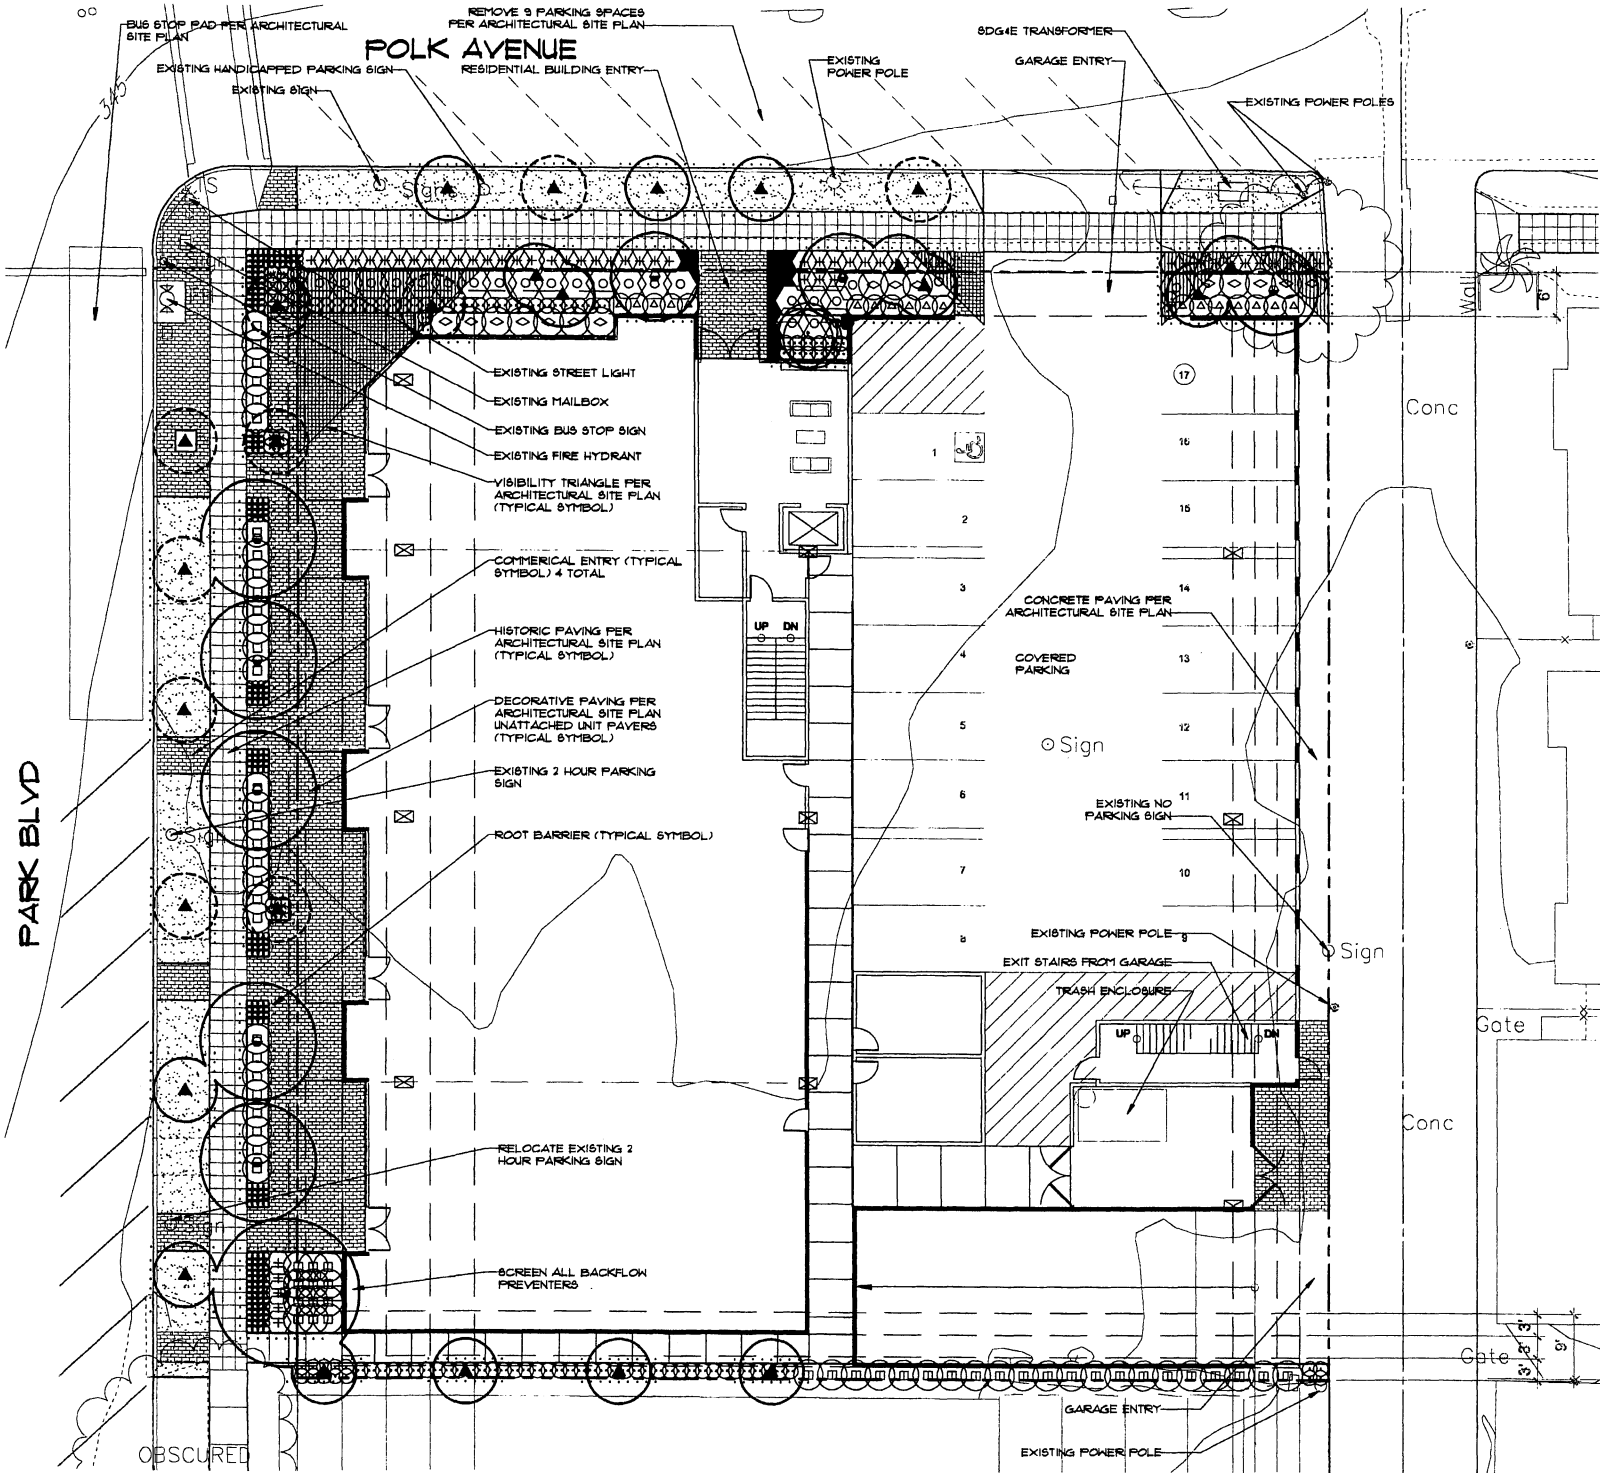 BUS STOP PAD PER ARCHITECTURAL
SITE PLAN
REMOVE 9 PARKING SPACES
PER ARCHITECTURAL SITE PLAN
POLK AVENUE
EXISTING HANDICAPPED PARKING SIGN
RESIDENTIAL BUILDING ENTRY
EXISTING SIGN
EXISTING
POWER POLE
SDG&E TRANSFORMER
GARAGE ENTRY
EXISTING POWER POLES
345
TS
Sign
Wall
6'
EXISTING STREET LIGHT
EXISTING MAILBOX
EXISTING BUS STOP SIGN
EXISTING FIRE HYDRANT
VISIBILITY TRIANGLE PER
ARCHITECTURAL SITE PLAN
(TYPICAL SYMBOL)
COMMERICAL ENTRY (TYPICAL
SYMBOL) 4 TOTAL
HISTORIC PAVING PER
ARCHITECTURAL SITE PLAN
(TYPICAL SYMBOL)
DECORATIVE PAVING PER
ARCHITECTURAL SITE PLAN
UNATTACHED UNIT PAVERS
(TYPICAL SYMBOL)
EXISTING 2 HOUR PARKING
SIGN
ROOT BARRIER (TYPICAL SYMBOL)
RELOCATE EXISTING 2
HOUR PARKING SIGN
SCREEN ALL BACKFLOW
PREVENTERS
PARK BLVD
Sign
Sign
OBSCURED
UP DN
1
2
3
4
5
6
7
8
17
16
15
14
13
12
11
10
9
COVERED
PARKING
Sign
CONCRETE PAVING PER
ARCHITECTURAL SITE PLAN
EXISTING NO
PARKING SIGN
EXISTING POWER POLE
EXIT STAIRS FROM GARAGE
TRASH ENCLOSURE
UP DN
Sign
Conc
Conc
Gate
Gate
3'
3'
3'
9'
GARAGE ENTRY
EXISTING POWER POLE